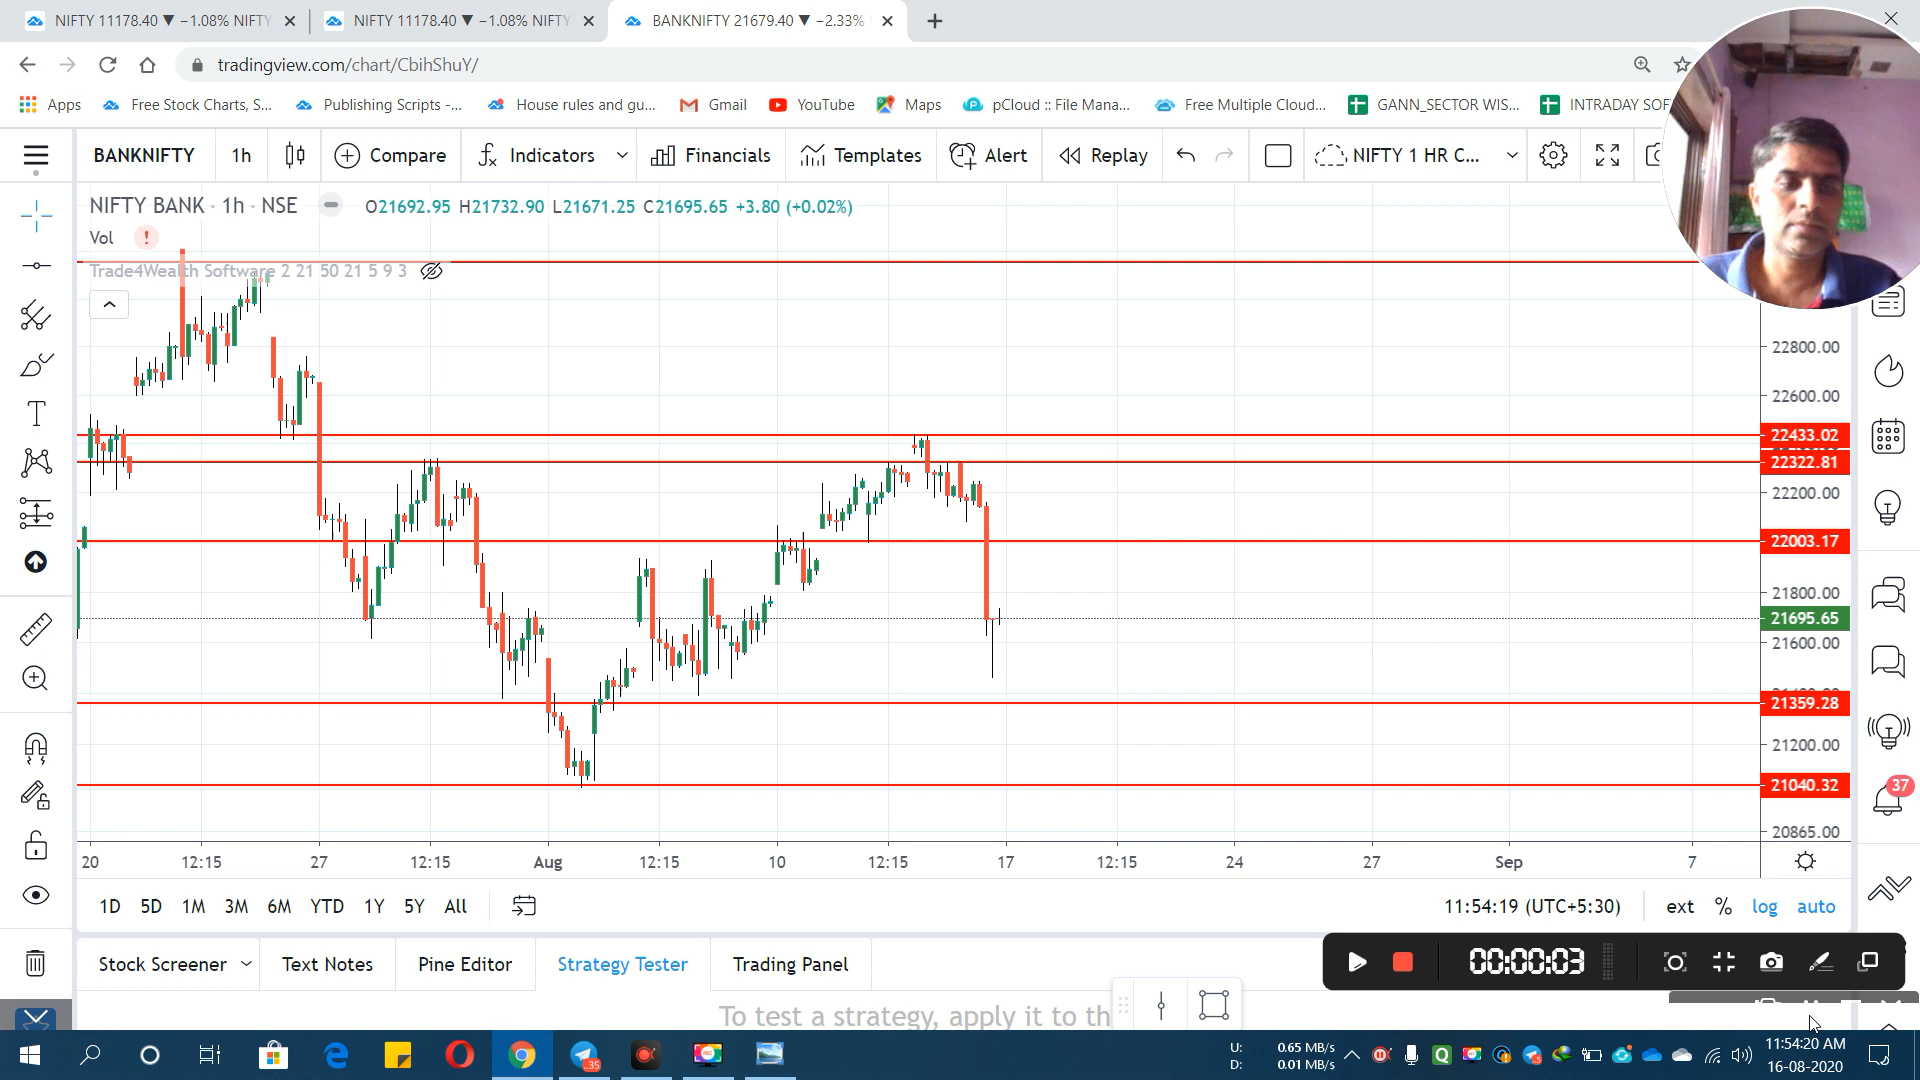 NIFTY 11178.40 ▼ −1.08% NIFTY
NIFTY 11178.40 ▼ −1.08% NIFTY
BANKNIFTY 21679.40 ▼ −2.33%
tradingview.com/chart/CbihShuY/
Apps
Free Stock Charts, S...
Publishing Scripts -...
House rules and gu...
Gmail
YouTube
Maps
pCloud :: File Mana...
Free Multiple Cloud...
GANN_SECTOR WIS...
INTRADAY SOF
BANKNIFTY
1h
Compare
Indicators
Financials
Templates
Alert
Replay
NIFTY 1 HR C...
NIFTY BANK · 1h · NSE
O21692.95 H21732.90 L21671.25 C21695.65 +3.80 (+0.02%)
Vol !
Trade4Wealth Software 2 21 50 21 5 9 3
22800.00
22600.00
22433.02
22322.81
22200.00
22003.17
21800.00
21695.65
21600.00
21359.28
21200.00
21040.32
20865.00
37
20 12:15 27 12:15 Aug 12:15 10 12:15 17 12:15 24 27 Sep 7
1D 5D 1M 3M 6M YTD 1Y 5Y All
11:54:19 (UTC+5:30)
ext % log auto
Stock Screener
Text Notes
Pine Editor
Strategy Tester
Trading Panel
00:00:03
To test a strategy, apply it to th
U: 0.65 MB/s
D: 0.01 MB/s
11:54:20 AM
16-08-2020